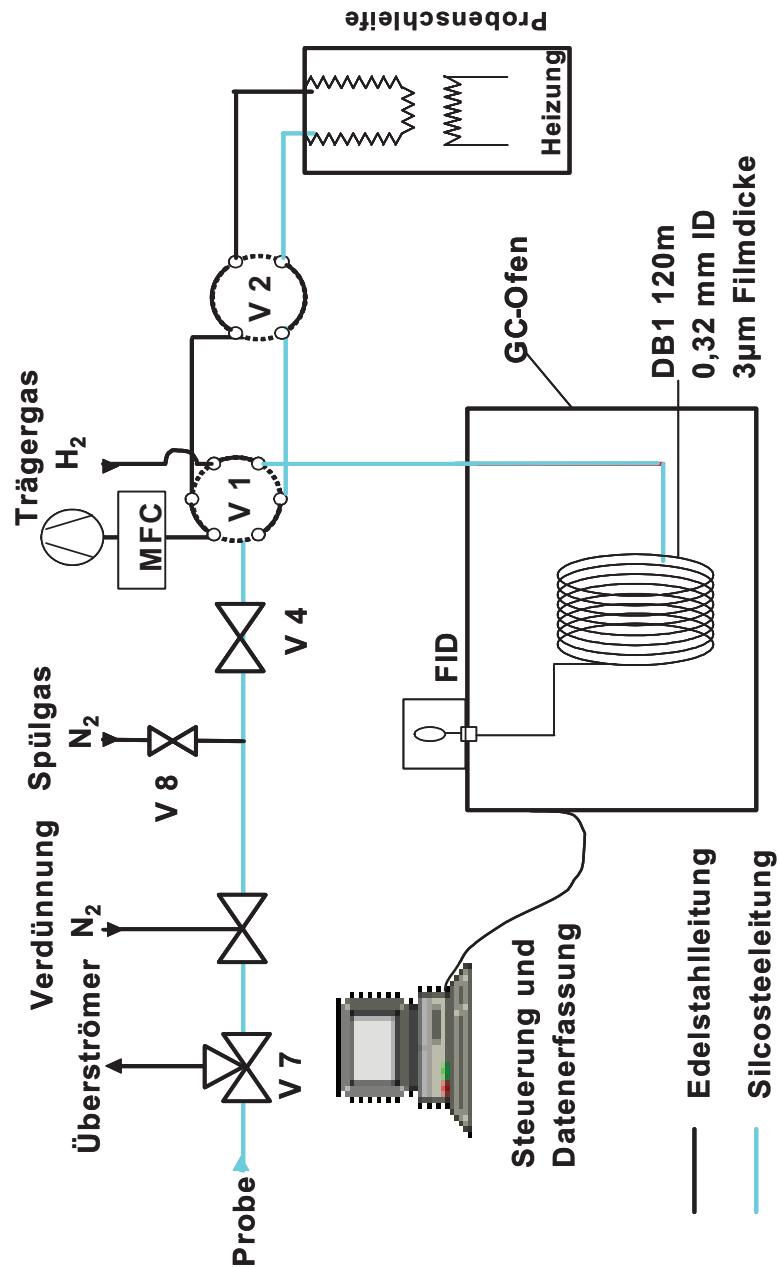 Trägergas
H₂
MFC
Spülgas
N₂
Verdünnung
N₂
Überströmer
Probe
V 7
V 8
V 4
V 1
V 2
Probenschleife
Heizung
GC-Ofen
FID
DB1 120m
0,32 mm ID
3µm Filmdicke
Steuerung und
Datenerfassung
Edelstahlleitung
Silcosteeleitung